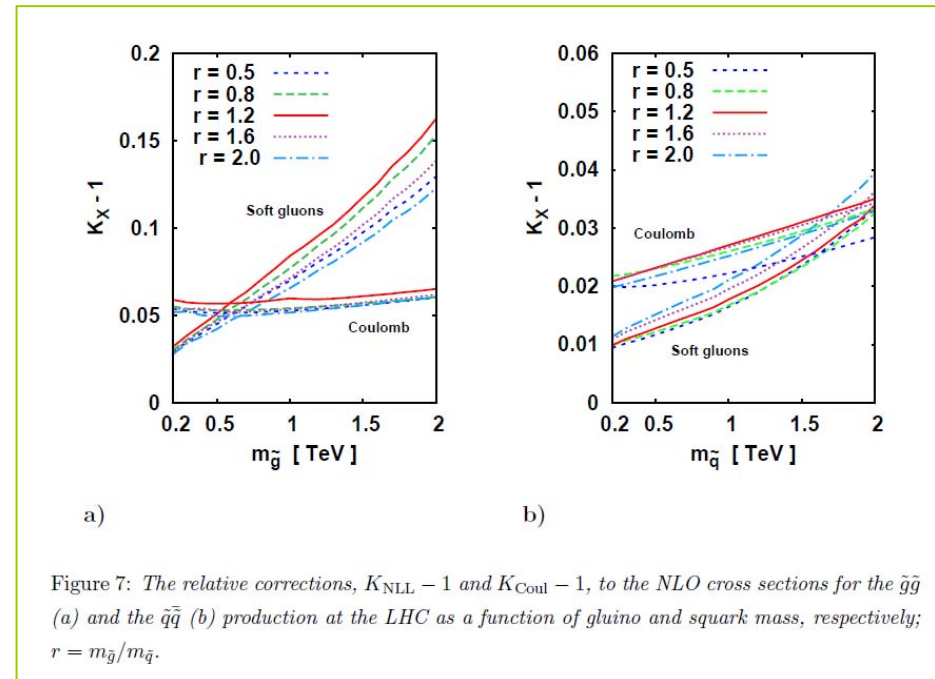 0.2
0.15
0.1
0.05
0
K_X - 1
r = 0.5
r = 0.8
r = 1.2
r = 1.6
r = 2.0
Soft gluons
Coulomb
0.2 0.5 1 1.5 2
m_g̃ [ TeV ]
a)
0.06
0.05
0.04
0.03
0.02
0.01
0
K_X - 1
r = 0.5
r = 0.8
r = 1.2
r = 1.6
r = 2.0
Coulomb
Soft gluons
0.2 0.5 1 1.5 2
m_q̃ [ TeV ]
b)
Figure 7: The relative corrections, K_NLL − 1 and K_Coul − 1, to the NLO cross sections for the g̃g̃
(a) and the q̃q̃̄ (b) production at the LHC as a function of gluino and squark mass, respectively;
r = m_g̃/m_q̃.